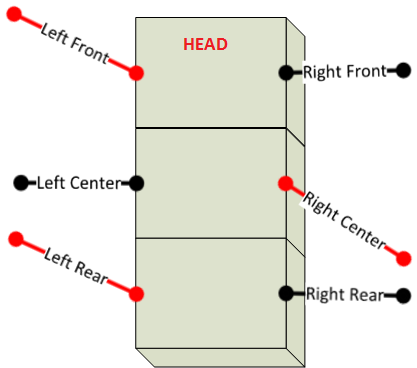 HEAD
Left Front
Right Front
Left Center
Right Center
Left Rear
Right Rear